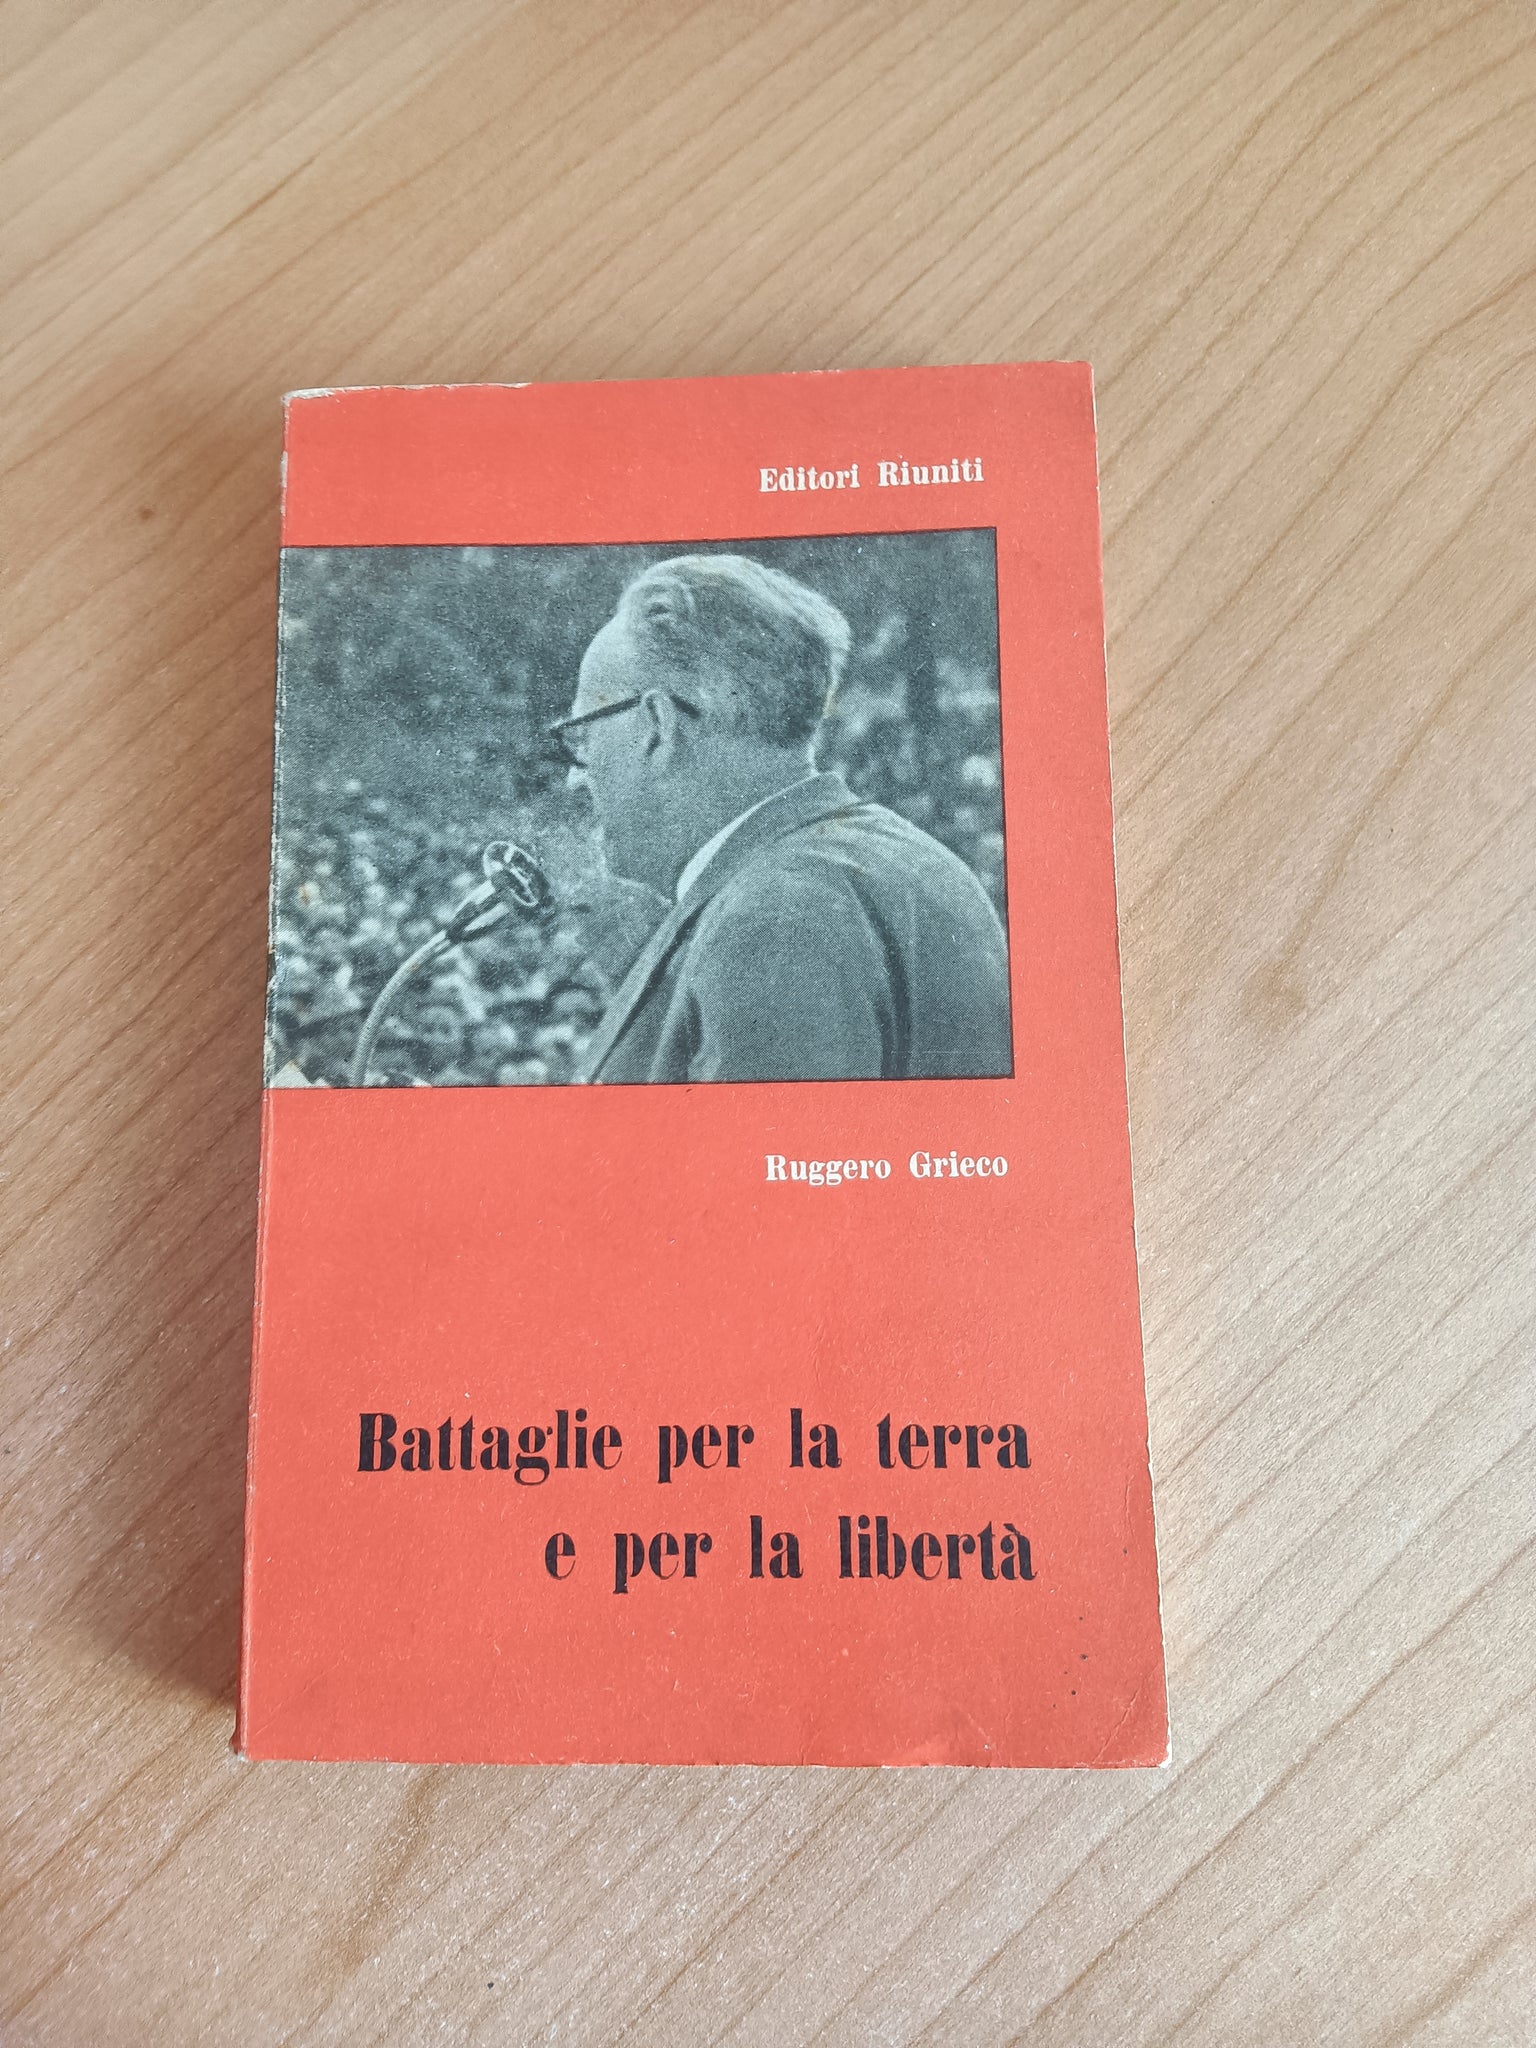 Editori Riuniti
Ruggero Grieco
Battaglie per la terra
e per la libertà